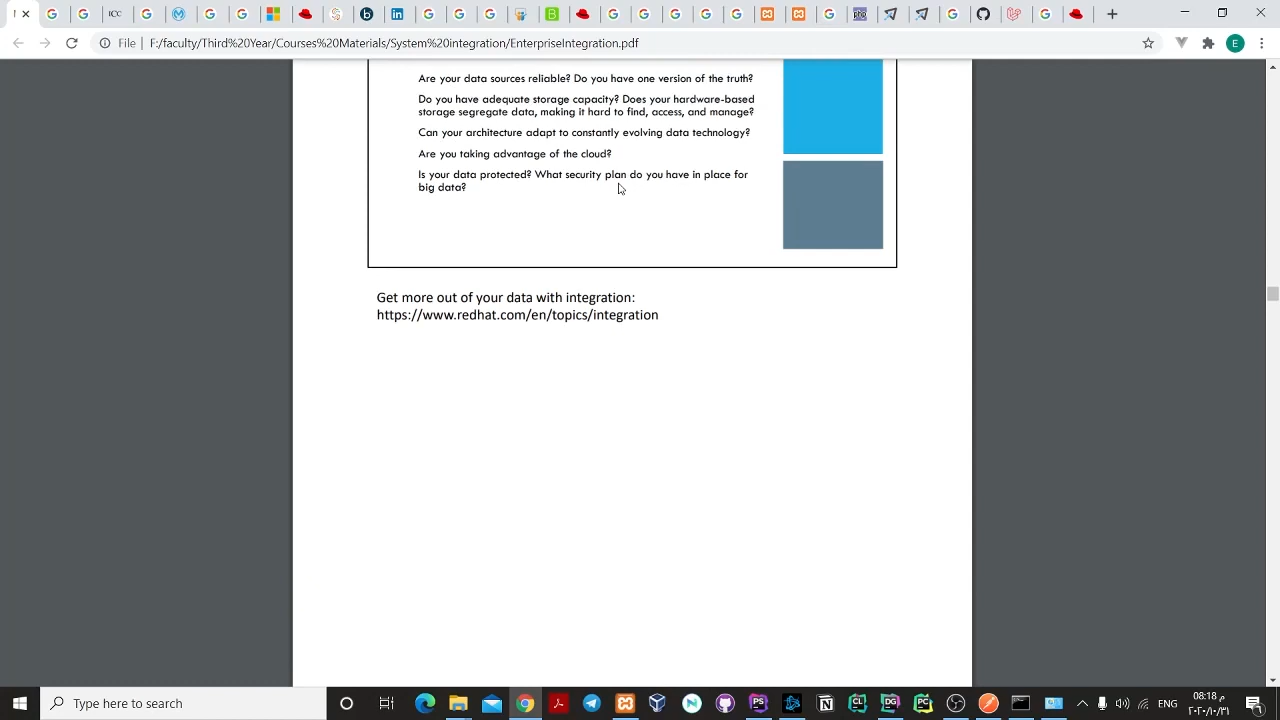 ICC
File | F:/faculty/Third%20Year/Courses%20Materials/System%20integration/EnterpriseIntegration.pdf
E
Are your data sources reliable? Do you have one version of the truth?
Do you have adequate storage capacity? Does your hardware-based
storage segregate data, making it hard to find, access, and manage?
Can your architecture adapt to constantly evolving data technology?
Are you taking advantage of the cloud?
Is your data protected? What security plan do you have in place for
big data?
Get more out of your data with integration:
https://www.redhat.com/en/topics/integration
Type here to search
PS
CL
DG
PC
ENG
08:18 م